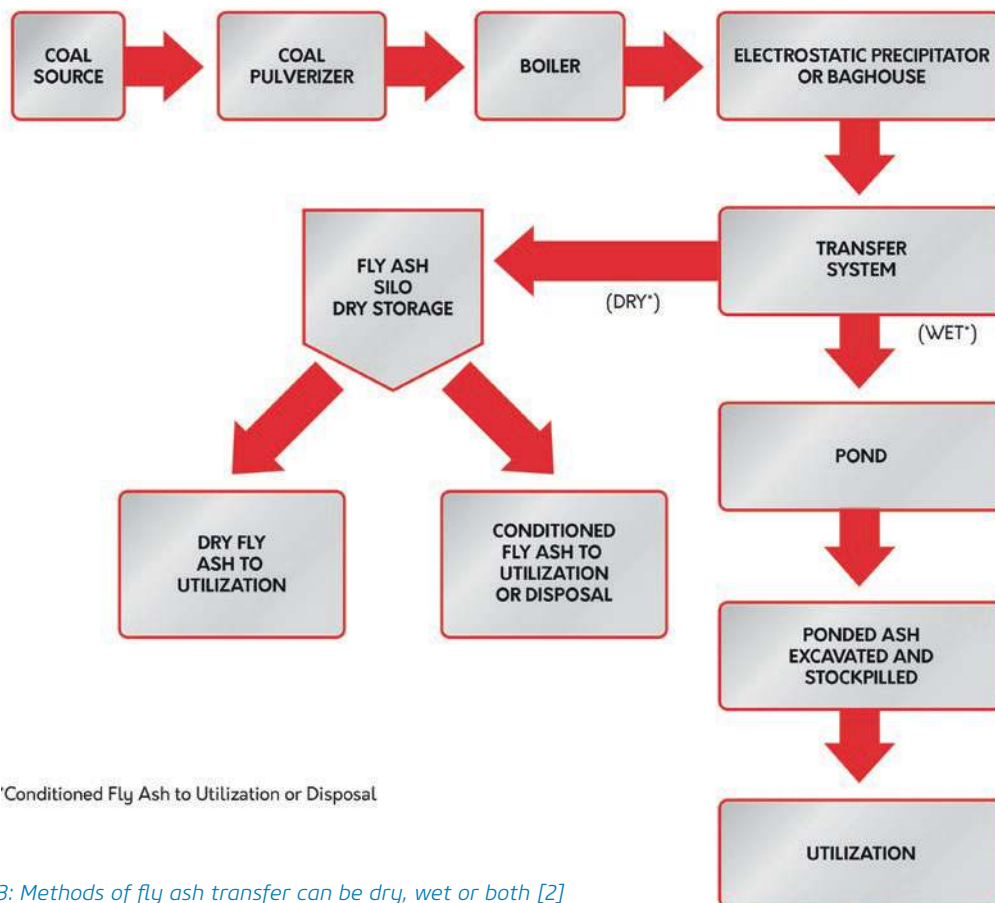 COAL
SOURCE
COAL
PULVERIZER
BOILER
ELECTROSTATIC PRECIPITATOR
OR BAGHOUSE
TRANSFER
SYSTEM
FLY ASH
SILO
DRY STORAGE
(DRY*)
(WET*)
POND
DRY FLY
ASH TO
UTILIZATION
CONDITIONED
FLY ASH TO
UTILIZATION
OR DISPOSAL
PONDED ASH
EXCAVATED AND
STOCKPILLED
*Conditioned Fly Ash to Utilization or Disposal
UTILIZATION
3: Methods of fly ash transfer can be dry, wet or both [2]